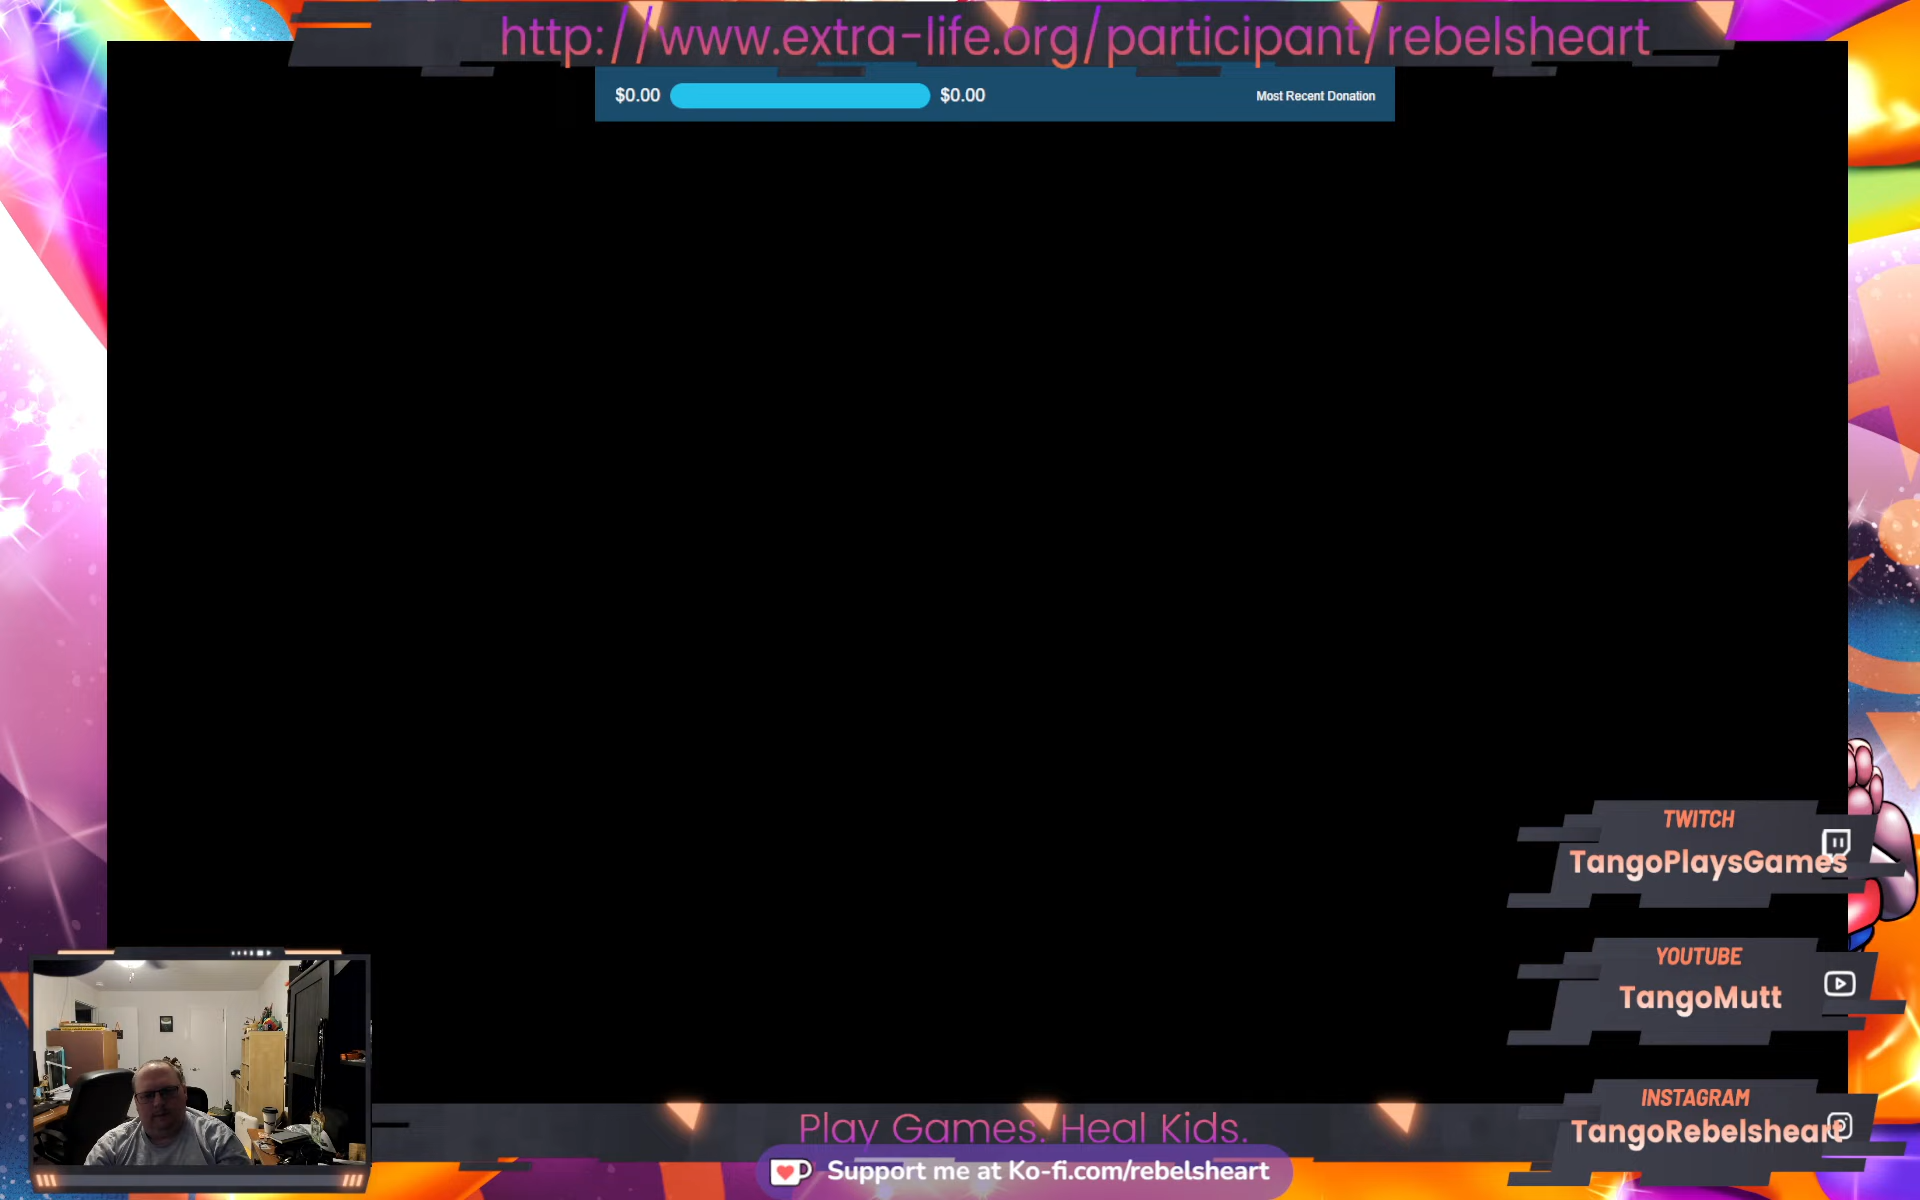 http://www.extra-life.org/participant/rebelsheart
$0.00 $0.00 Most Recent Donation
TWITCH
TangoPlaysGames
YOUTUBE
TangoMutt
INSTAGRAM
TangoRebelsheart
Play Games. Heal Kids.
Support me at Ko-fi.com/rebelsheart